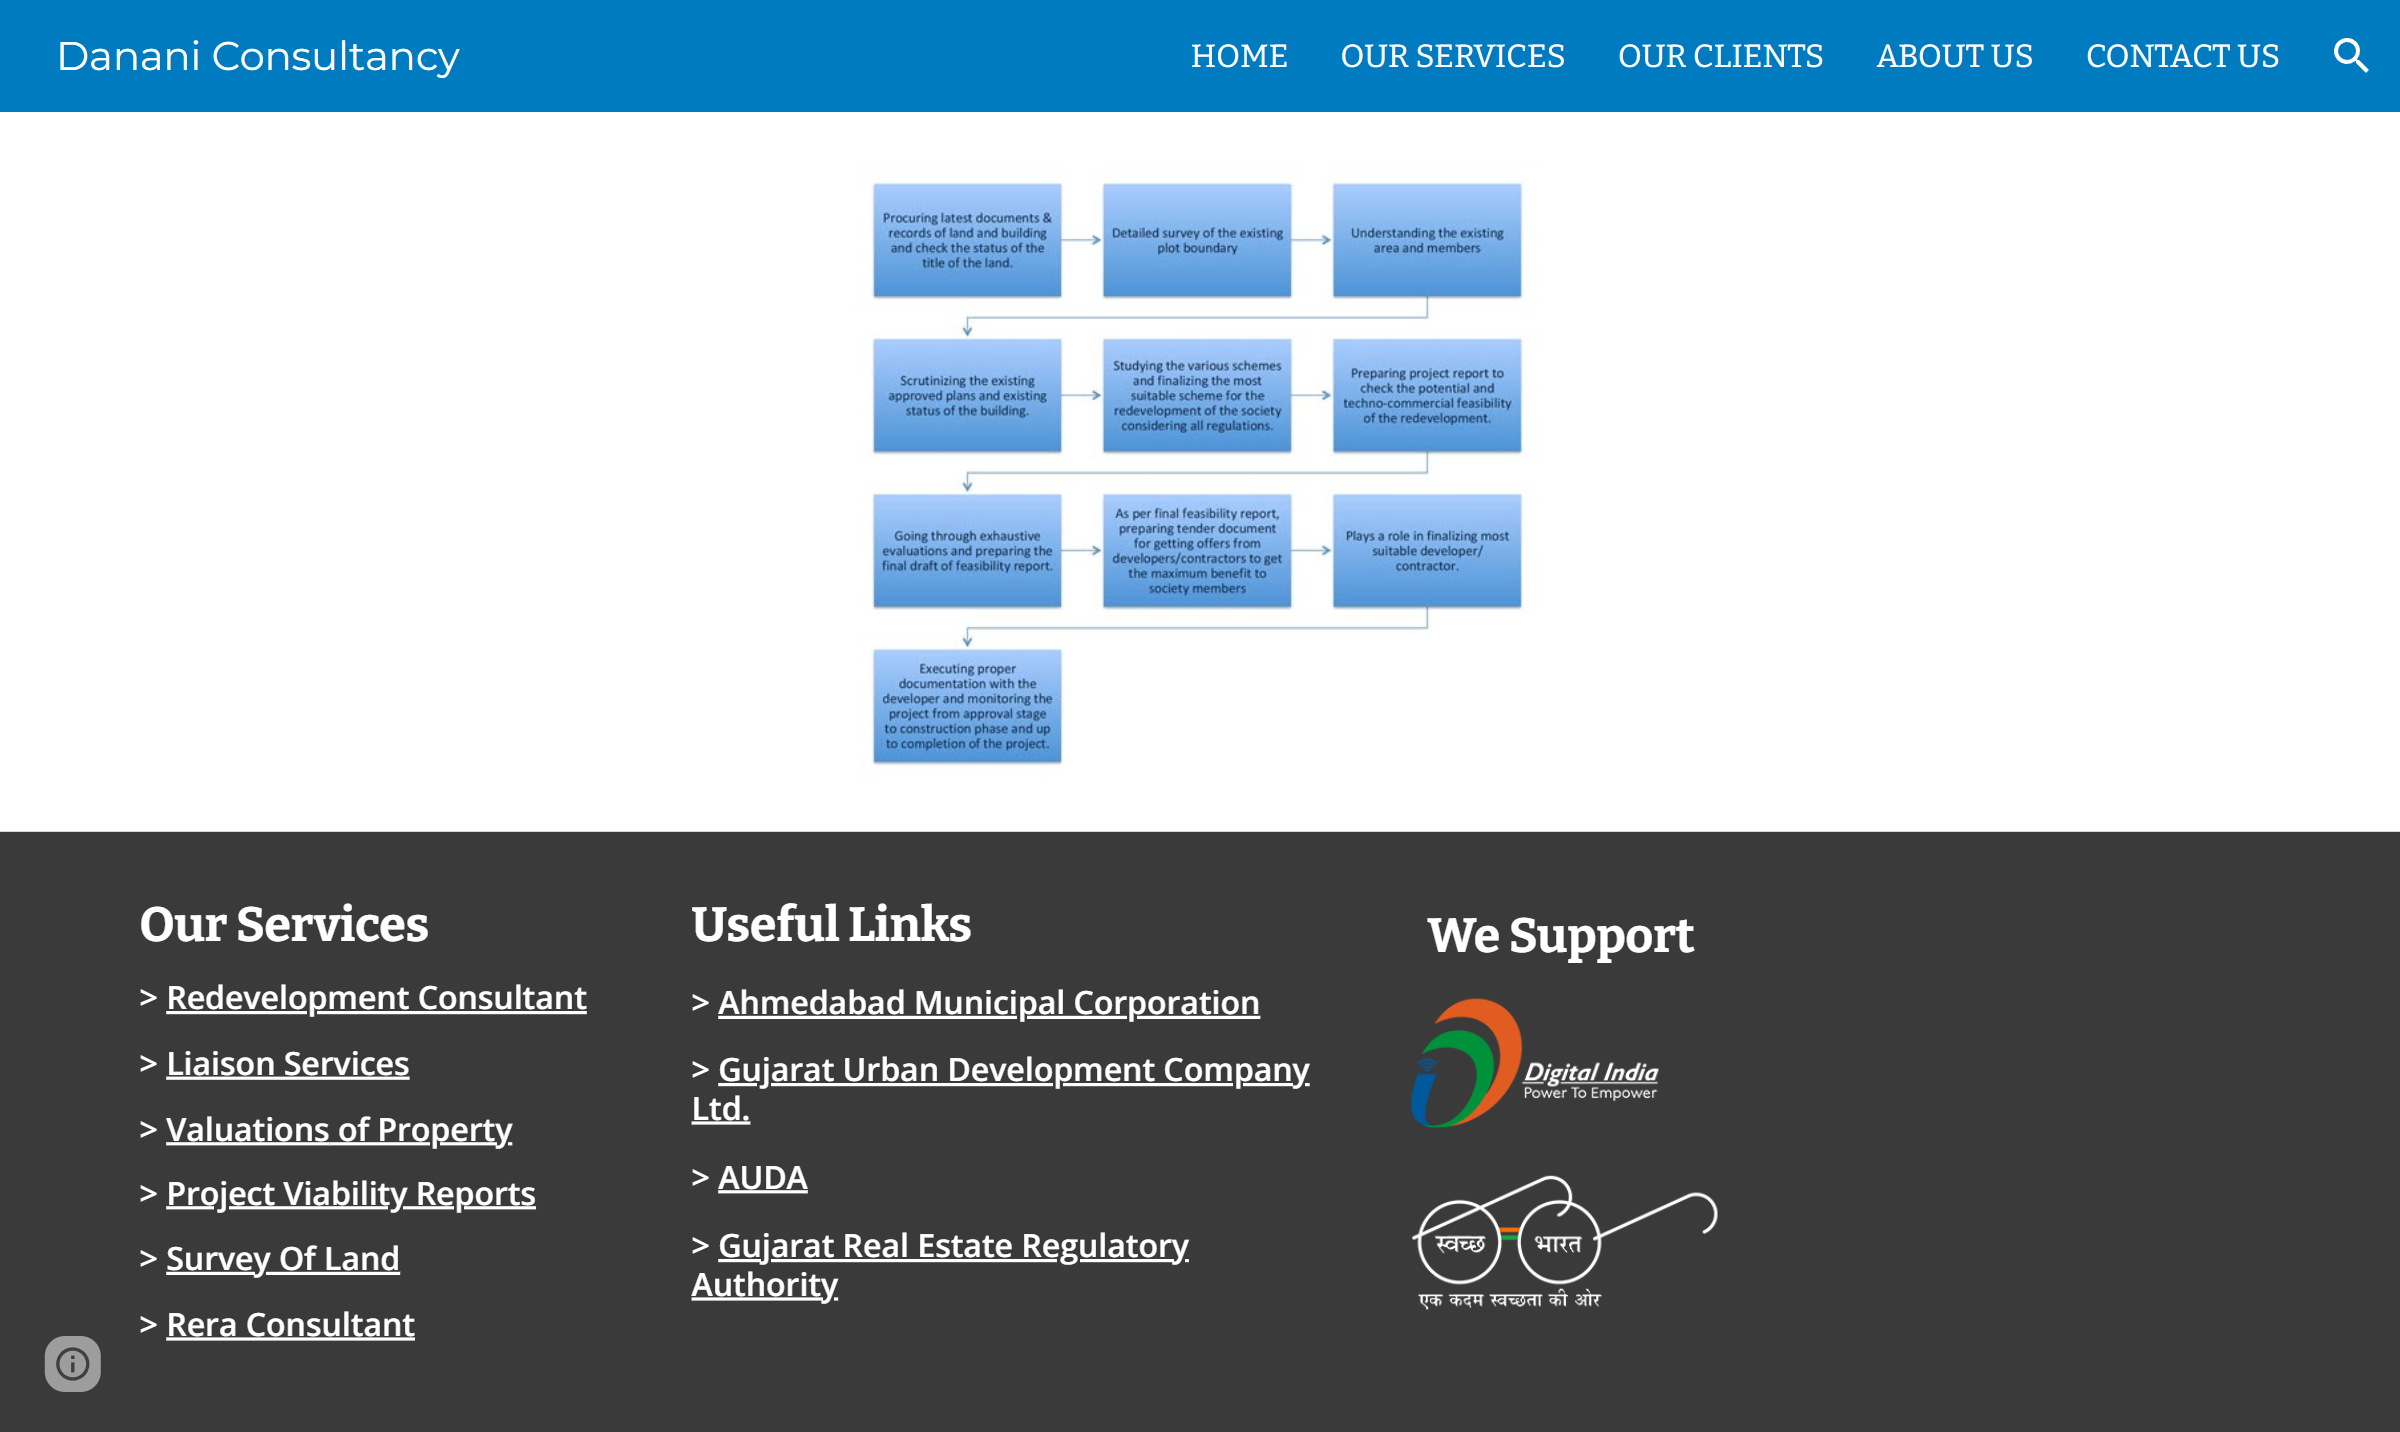 Danani Consultancy
HOME
OUR SERVICES
OUR CLIENTS
ABOUT US
CONTACT US
Procuring latest documents &
records of land and building
and check the status of the
title of the land.
Detailed survey of the existing
plot boundary
Understanding the existing
area and members
Scrutinizing the existing
approved plans and existing
status of the building.
Studying the various schemes
and finalizing the most
suitable scheme for the
redevelopment of the society
considering all regulations.
Preparing project report to
check the potential and
techno-commercial feasibility
of the redevelopment.
Going through exhaustive
evaluations and preparing the
final draft of feasibility report.
As per final feasibility report,
preparing tender document
for getting offers from
developers/contractors to get
the maximum benefit to
society members
Plays a role in finalizing most
suitable developer/
contractor.
Executing proper
documentation with the
developer and monitoring the
project from approval stage
to construction phase and up
to completion of the project.
Our Services
> Redevelopment Consultant
> Liaison Services
> Valuations of Property
> Project Viability Reports
> Survey Of Land
> Rera Consultant
Useful Links
> Ahmedabad Municipal Corporation
> Gujarat Urban Development Company
Ltd.
> AUDA
> Gujarat Real Estate Regulatory
Authority
We Support
Digital India
Power To Empower
स्वच्छ भारत
एक कदम स्वच्छता की ओर